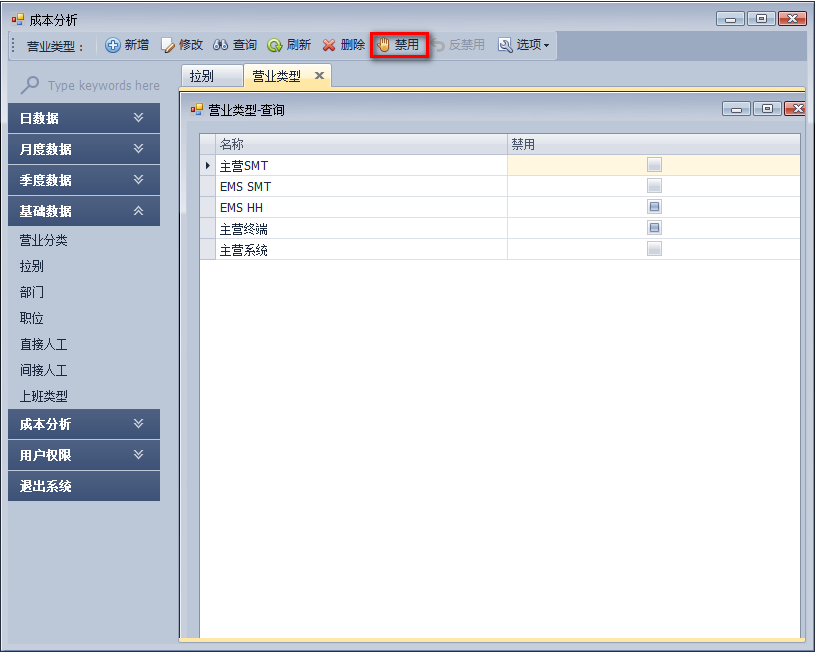 成本分析
营业类型： 新增 修改 查询 刷新 删除 禁用 反禁用 选项
Type keywords here
日数据
月度数据
季度数据
基础数据
营业分类
拉别
部门
职位
直接人工
间接人工
上班类型
成本分析
用户权限
退出系统
拉别 营业类型
营业类型-查询
名称 禁用
主营SMT
EMS SMT
EMS HH
主营终端
主营系统